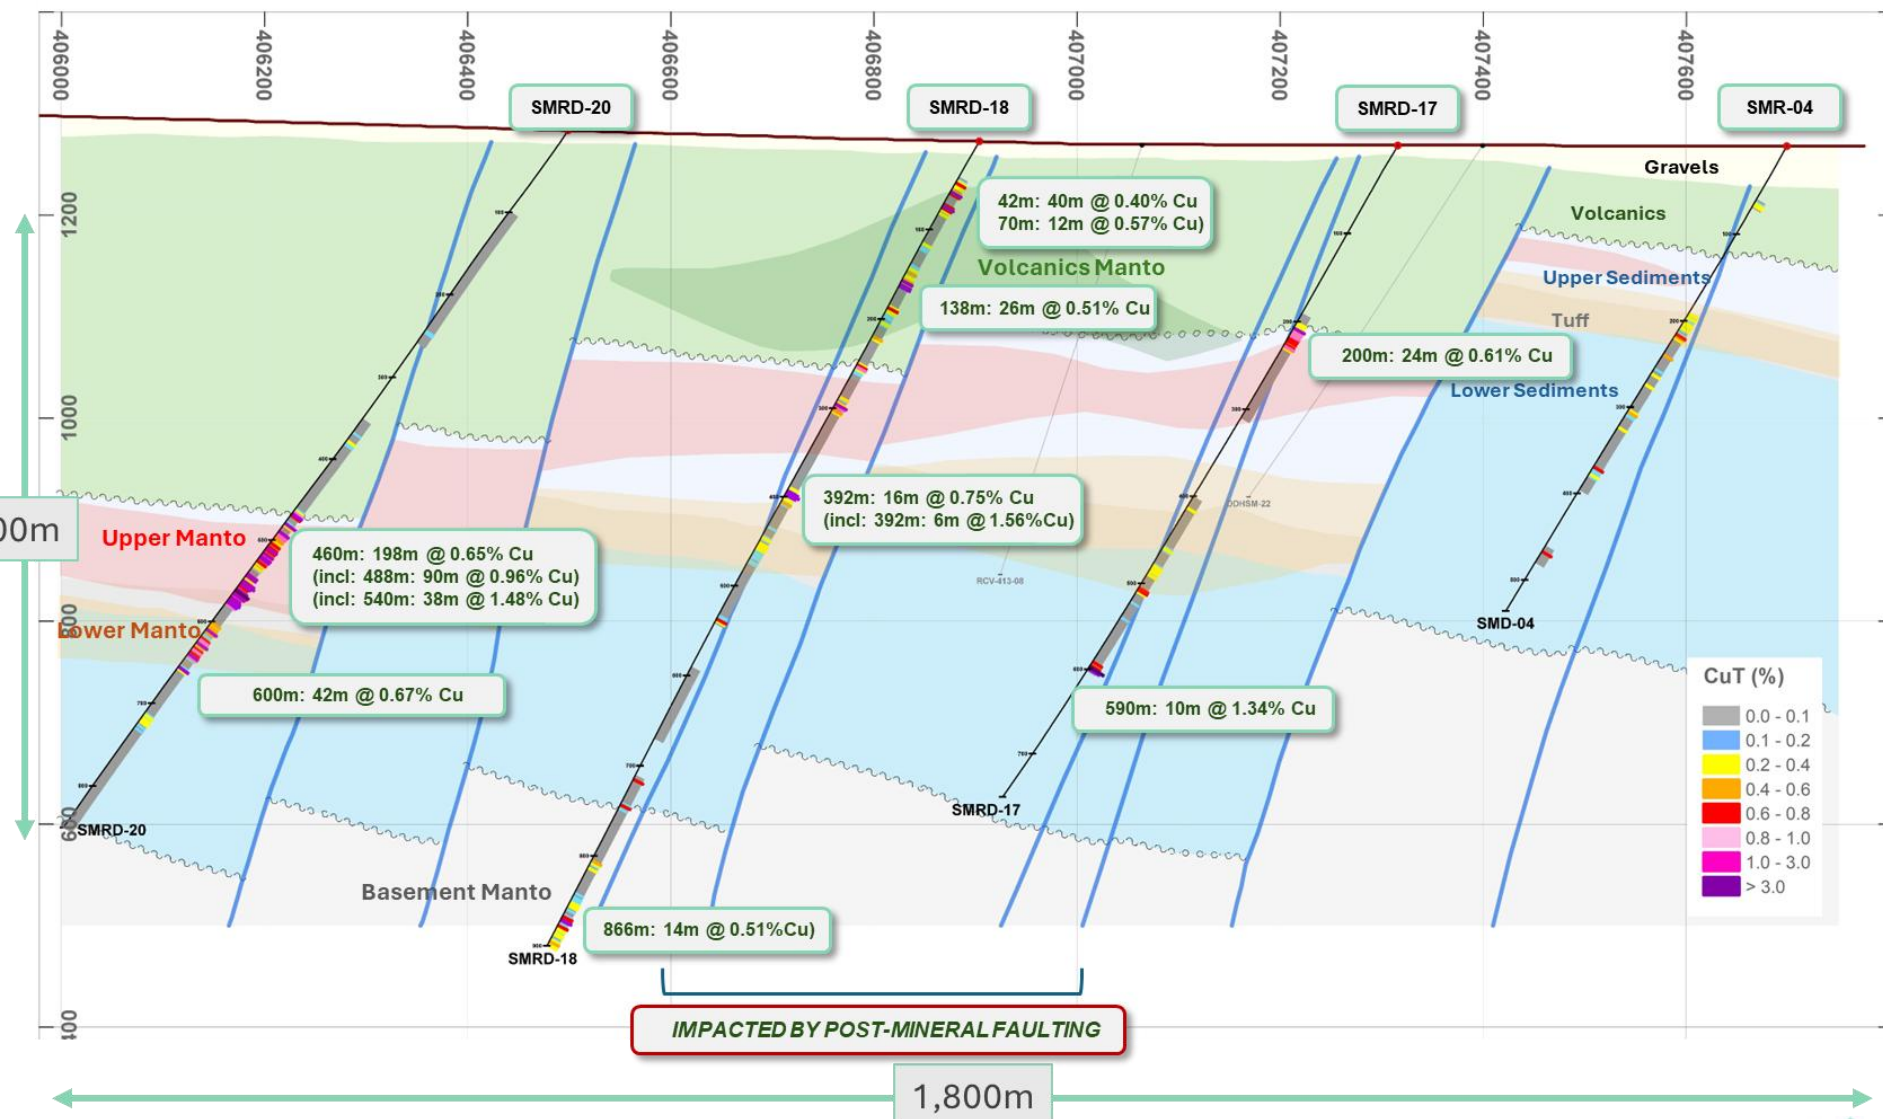 406000
406200
406400
406600
406800
407000
407200
407400
407600
SMRD-20
SMRD-18
SMRD-17
SMR-04
Gravels
1200
42m: 40m @ 0.40% Cu
70m: 12m @ 0.57% Cu)
Volcanics
Volcanics Manto
Upper Sediments
138m: 26m @ 0.51% Cu
Tuff
200m: 24m @ 0.61% Cu
Lower Sediments
1000
392m: 16m @ 0.75% Cu
(incl: 392m: 6m @ 1.56%Cu)
DDHSM-22
00m
Upper Manto
460m: 198m @ 0.65% Cu
(incl: 488m: 90m @ 0.96% Cu)
(incl: 540m: 38m @ 1.48% Cu)
RCV-413-08
Lower Manto
SMD-04
600m: 42m @ 0.67% Cu
590m: 10m @ 1.34% Cu
CuT (%)
0.0 - 0.1
0.1 - 0.2
0.2 - 0.4
0.4 - 0.6
0.6 - 0.8
0.8 - 1.0
1.0 - 3.0
> 3.0
SMRD-17
SMRD-20
Basement Manto
866m: 14m @ 0.51%Cu)
SMRD-18
IMPACTED BY POST-MINERAL FAULTING
1,800m